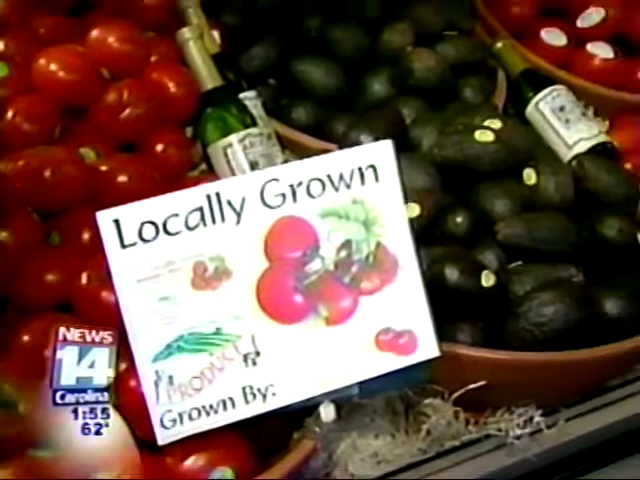 Locally Grown
PRODUCE
Grown By:
NEWS
14
Carolina
1:55
62°